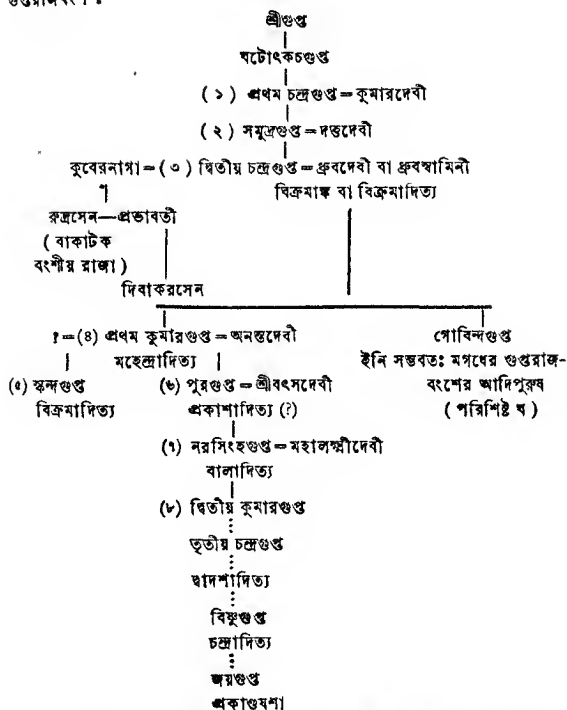 গুপ্তরাজবংশ :
শ্রীগুপ্ত
ঘটোৎকচগুপ্ত
( ১ ) প্রথম চন্দ্রগুপ্ত = কুমারদেবী
( ২ ) সমুদ্রগুপ্ত = দত্তদেবী
কুবেরনাগা = ( ৩ ) দ্বিতীয় চন্দ্রগুপ্ত = ধ্রুবদেবী বা ধ্রুবস্বামিনী
বিক্রমাঙ্ক বা বিক্রমাদিত্য
রুদ্রসেন—প্রভাবতী
( বাকাটক
বংশীয় রাজা )
দিবাকরসেন
? = (৪) প্রথম কুমারগুপ্ত = অনন্তদেবী
গোবিন্দগুপ্ত
মহেন্দ্রাদিত্য
ইনি সম্ভবতঃ মগধের গুপ্তরাজ-
(৫) স্কন্দগুপ্ত
(৬) পুরগুপ্ত = শ্রীবৎসদেবী
বংশের আদিপুরুষ
বিক্রমাদিত্য
প্রকাশাদিত্য (?)
( পরিশিষ্ট ঘ )
(৭) নরসিংহগুপ্ত = মহালক্ষ্মীদেবী
বালাদিত্য
(৮) দ্বিতীয় কুমারগুপ্ত
তৃতীয় চন্দ্রগুপ্ত
দ্বাদশাদিত্য
বিষ্ণুগুপ্ত
চন্দ্রাদিত্য
জয়গুপ্ত
প্রকাণ্ডযশা